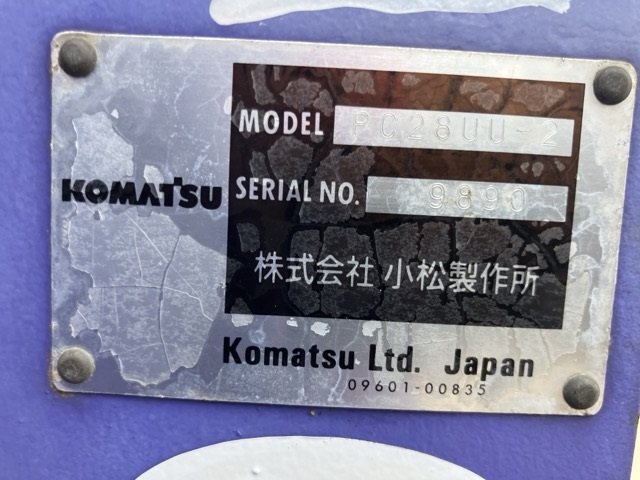 MODEL PC28UU-2
KOMATSU
SERIAL NO. 9890
株式会社 小松製作所
Komatsu Ltd. Japan
09601-00835